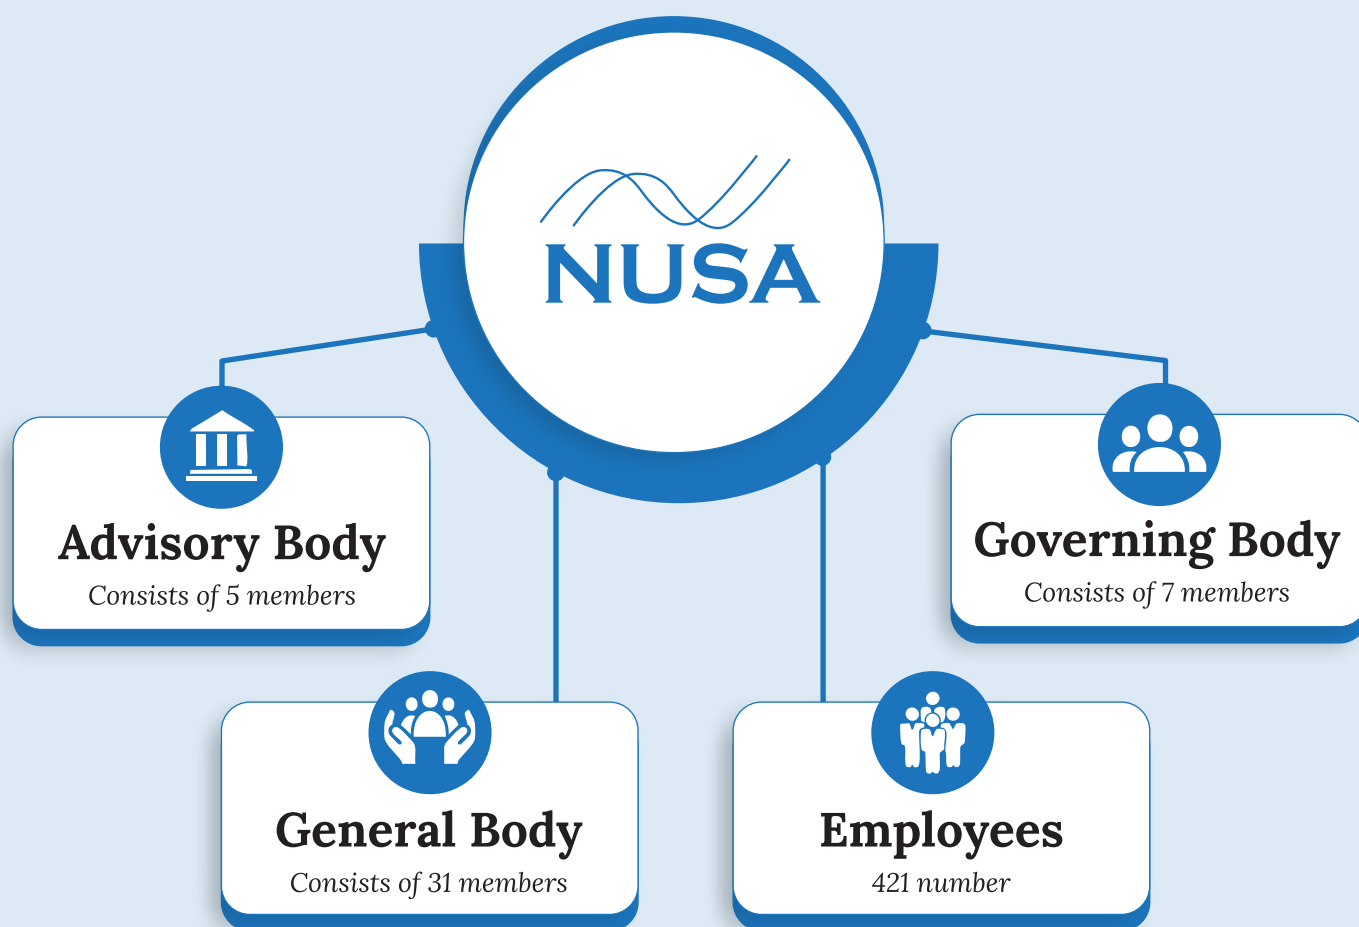 NUSA
Advisory Body
Consists of 5 members
Governing Body
Consists of 7 members
General Body
Consists of 31 members
Employees
421 number